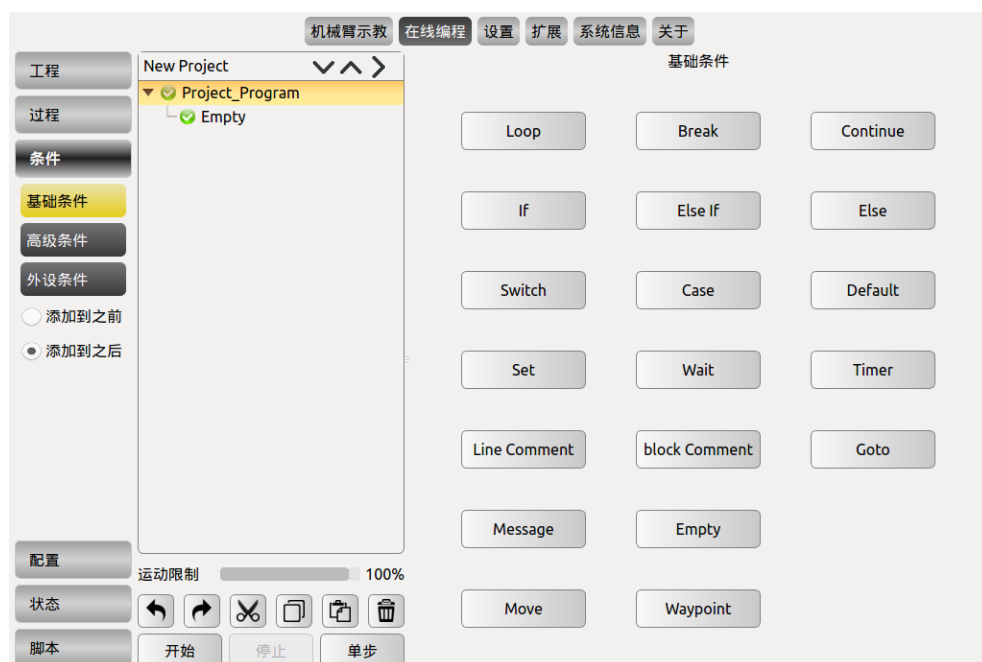 机械臂示教 在线编程 设置 扩展 系统信息 关于
工程
过程
条件
基础条件
高级条件
外设条件
添加到之前
添加到之后
配置
状态
脚本
New Project
Project_Program
Empty
运动限制 100%
开始 停止 单步
基础条件
Loop Break Continue
If Else If Else
Switch Case Default
Set Wait Timer
Line Comment block Comment Goto
Message Empty
Move Waypoint